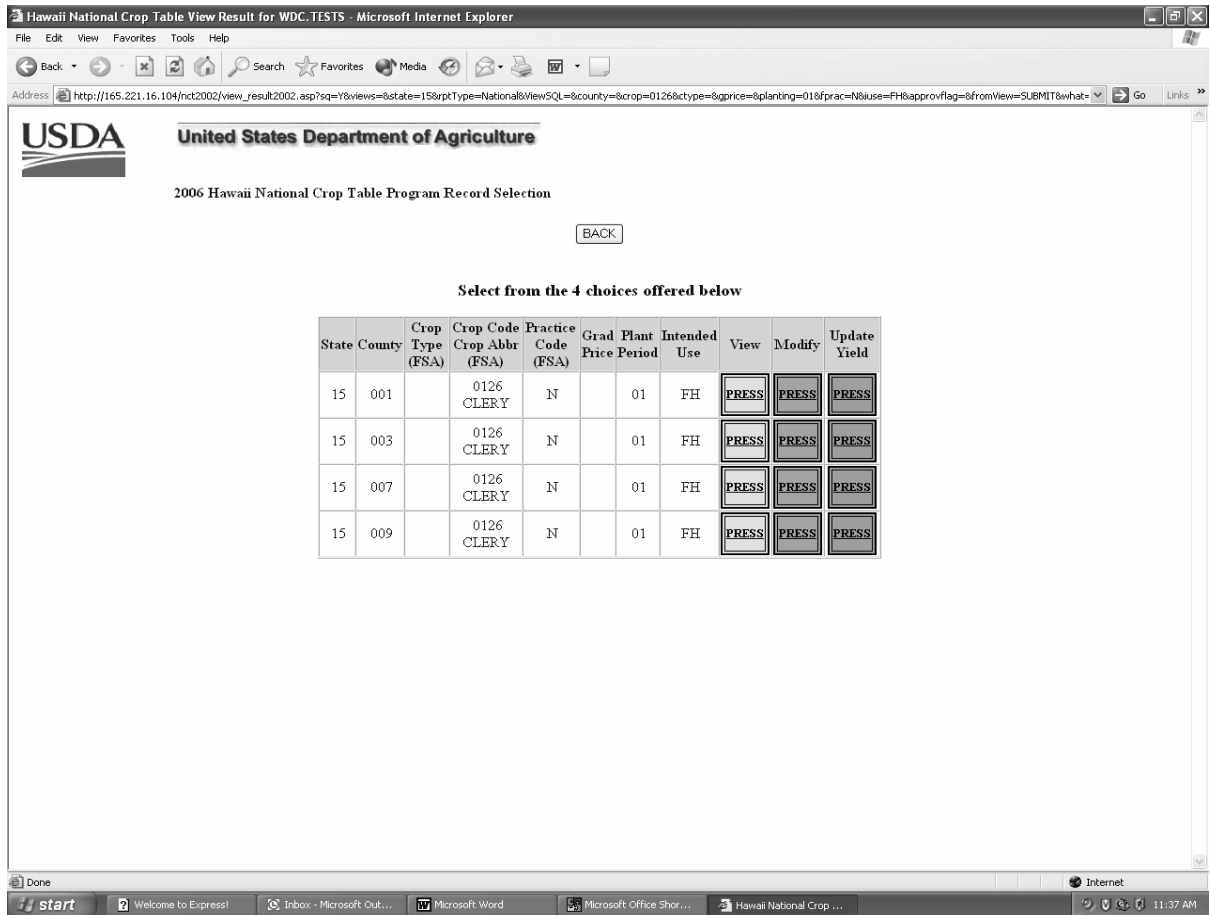 Hawaii National Crop Table View Result for WDC.TESTS - Microsoft Internet Explorer
File Edit View Favorites Tools Help
Back Search Favorites Media
Address http://165.221.16.104/nct2002/view_result2002.asp?sq=Y&views=&state=15&rptType=National&ViewSQL=&county=&crop=0126&ctype=&gprice=&planting=01&fprac=N&iuse=FH&approvflag=&fromView=SUBMIT&what= Go Links »
USDA
United States Department of Agriculture
2006 Hawaii National Crop Table Program Record Selection
BACK
Select from the 4 choices offered below
State County Crop Type (FSA) Crop Code Crop Abbr (FSA) Practice Code (FSA) Grad Price Plant Period Intended Use View Modify Update Yield
15 001 0126 CLERY N 01 FH PRESS PRESS PRESS
15 003 0126 CLERY N 01 FH PRESS PRESS PRESS
15 007 0126 CLERY N 01 FH PRESS PRESS PRESS
15 009 0126 CLERY N 01 FH PRESS PRESS PRESS
Done Internet
start Welcome to Express! Inbox - Microsoft Out... Microsoft Word Microsoft Office Shor... Hawaii National Crop ... 11:37 AM